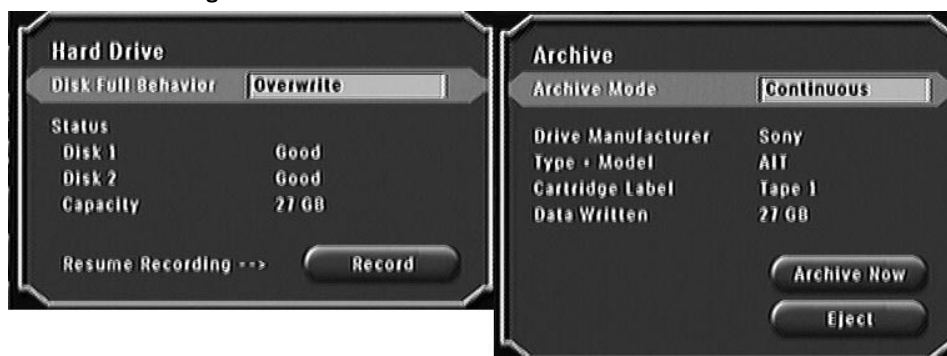 Hard Drive
Disk Full Behavior Overwrite
Status
Disk 1 Good
Disk 2 Good
Capacity 27 GB
Resume Recording --> Record
Archive
Archive Mode Continuous
Drive Manufacturer Sony
Type + Model AIT
Cartridge Label Tape 1
Data Written 27 GB
Archive Now
Eject